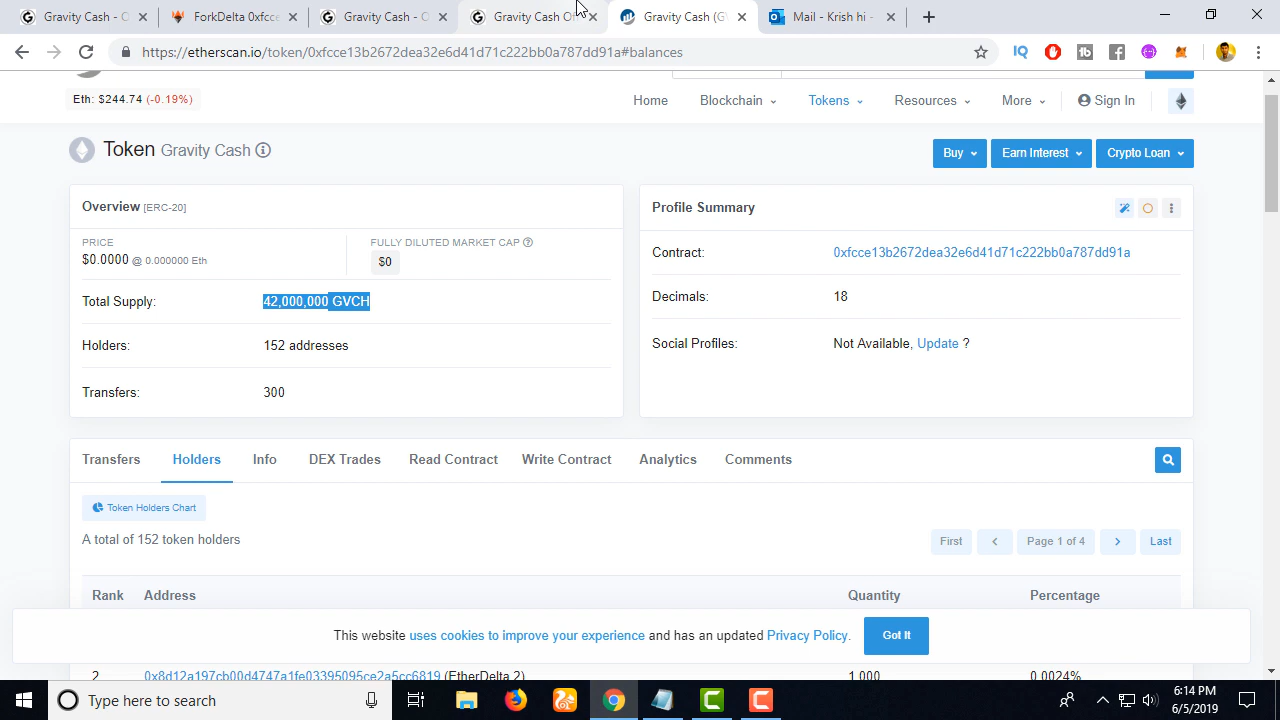 Gravity Cash - 
ForkDelta 0xfcce
Gravity Cash - O
Gravity Cash Of
Gravity Cash (G
Mail - Krish hi -
https://etherscan.io/token/0xfcce13b2672dea32e6d41d71c222bb0a787dd91a#balances
IQ
Eth: $244.74 (-0.19%)
Home
Blockchain
Tokens
Resources
More
Sign In
Token Gravity Cash
Buy
Earn Interest
Crypto Loan
Overview [ERC-20]
Profile Summary
PRICE
$0.0000 @ 0.000000 Eth
FULLY DILUTED MARKET CAP
$0
Contract: 0xfcce13b2672dea32e6d41d71c222bb0a787dd91a
Total Supply: 42,000,000 GVCH
Decimals: 18
Holders: 152 addresses
Social Profiles: Not Available, Update ?
Transfers: 300
Transfers
Holders
Info
DEX Trades
Read Contract
Write Contract
Analytics
Comments
Token Holders Chart
A total of 152 token holders
First
Page 1 of 4
Last
Rank Address Quantity Percentage
This website uses cookies to improve your experience and has an updated Privacy Policy.
Got It
2 0x8d12a197cb00d4747a1fe03395095ce2a5cc6819 (EtherDelta 2) 1,000 0.0024%
Type here to search
6:14 PM
6/5/2019